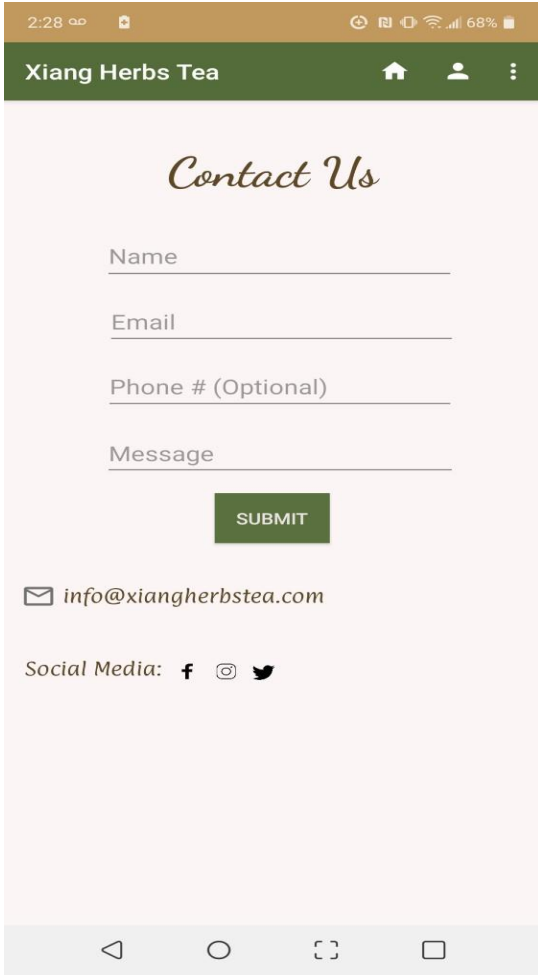 2:28 68%
Xiang Herbs Tea
Contact Us
Name
Email
Phone # (Optional)
Message
SUBMIT
info@xiangherbstea.com
Social Media: